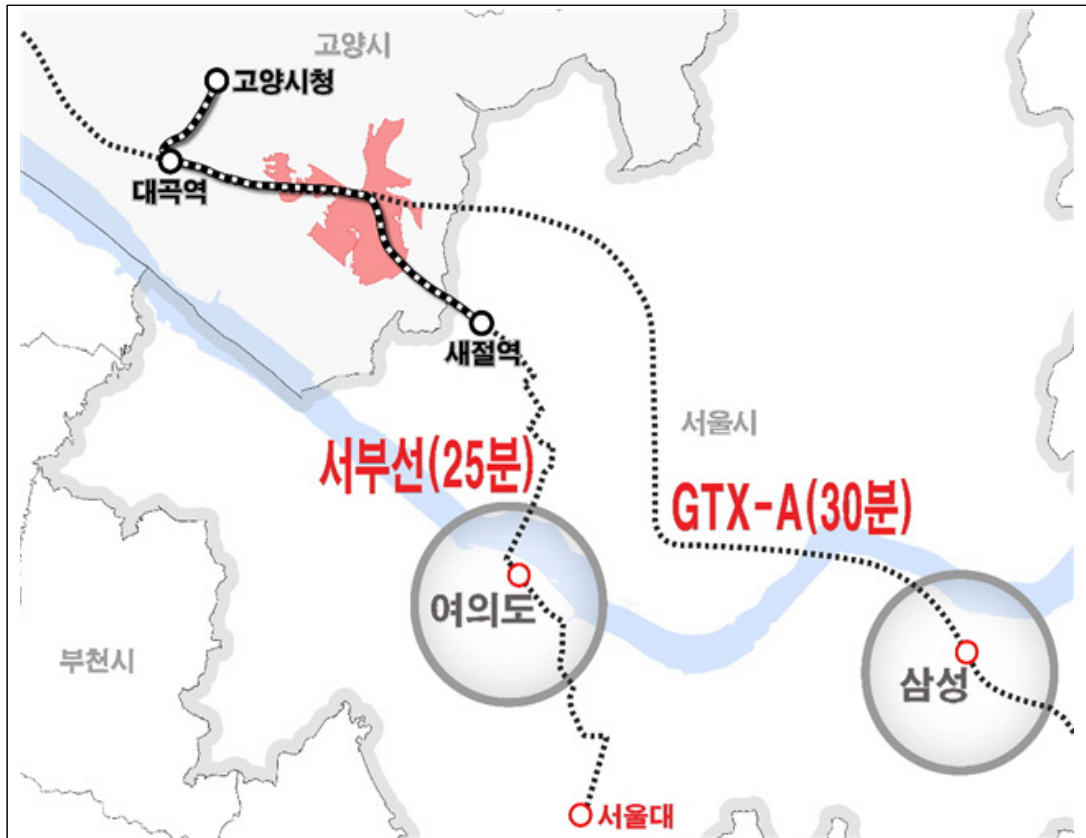 고양시
고양시청
대곡역
새절역
서울시
서부선(25분)
GTX-A(30분)
여의도
부천시
삼성
서울대